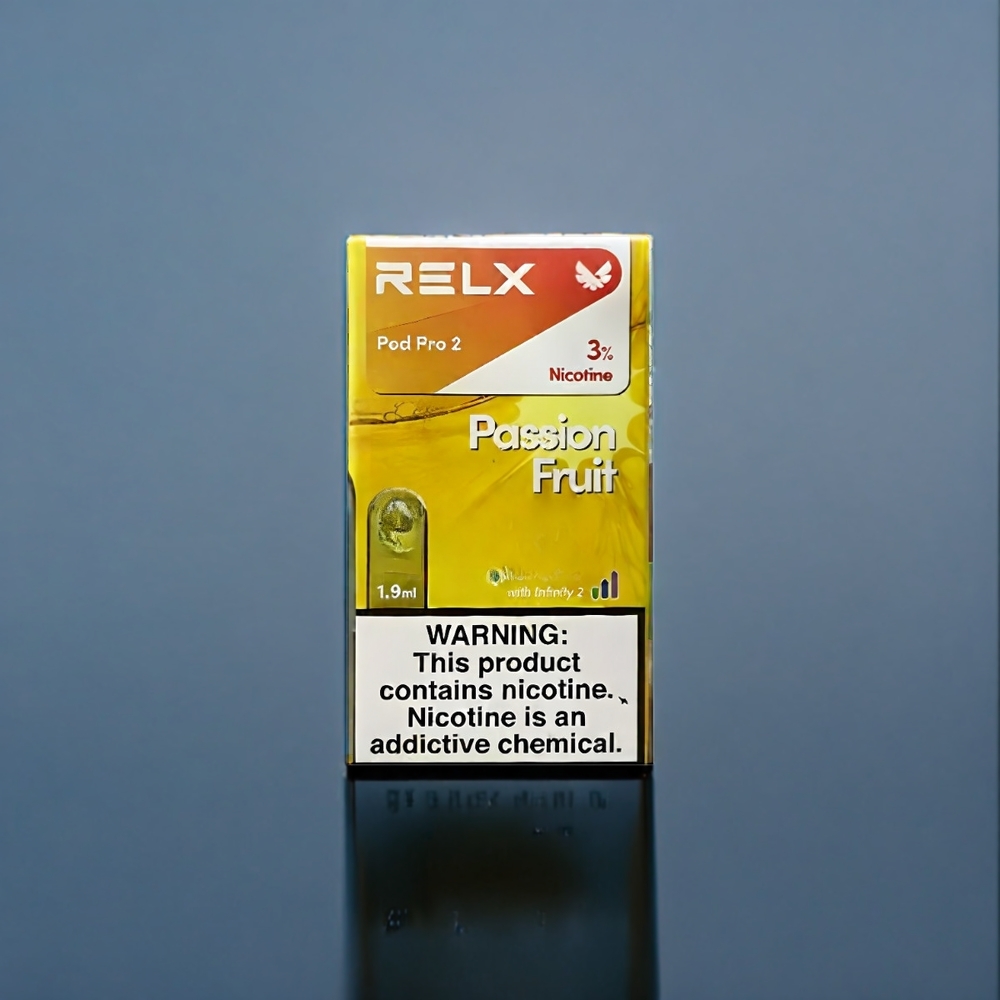 RELX
Pod Pro 2
3%
Nicotine
Passion
Fruit
with Infinity 2
1.9ml
WARNING:
This product
contains nicotine.
Nicotine is an
addictive chemical.